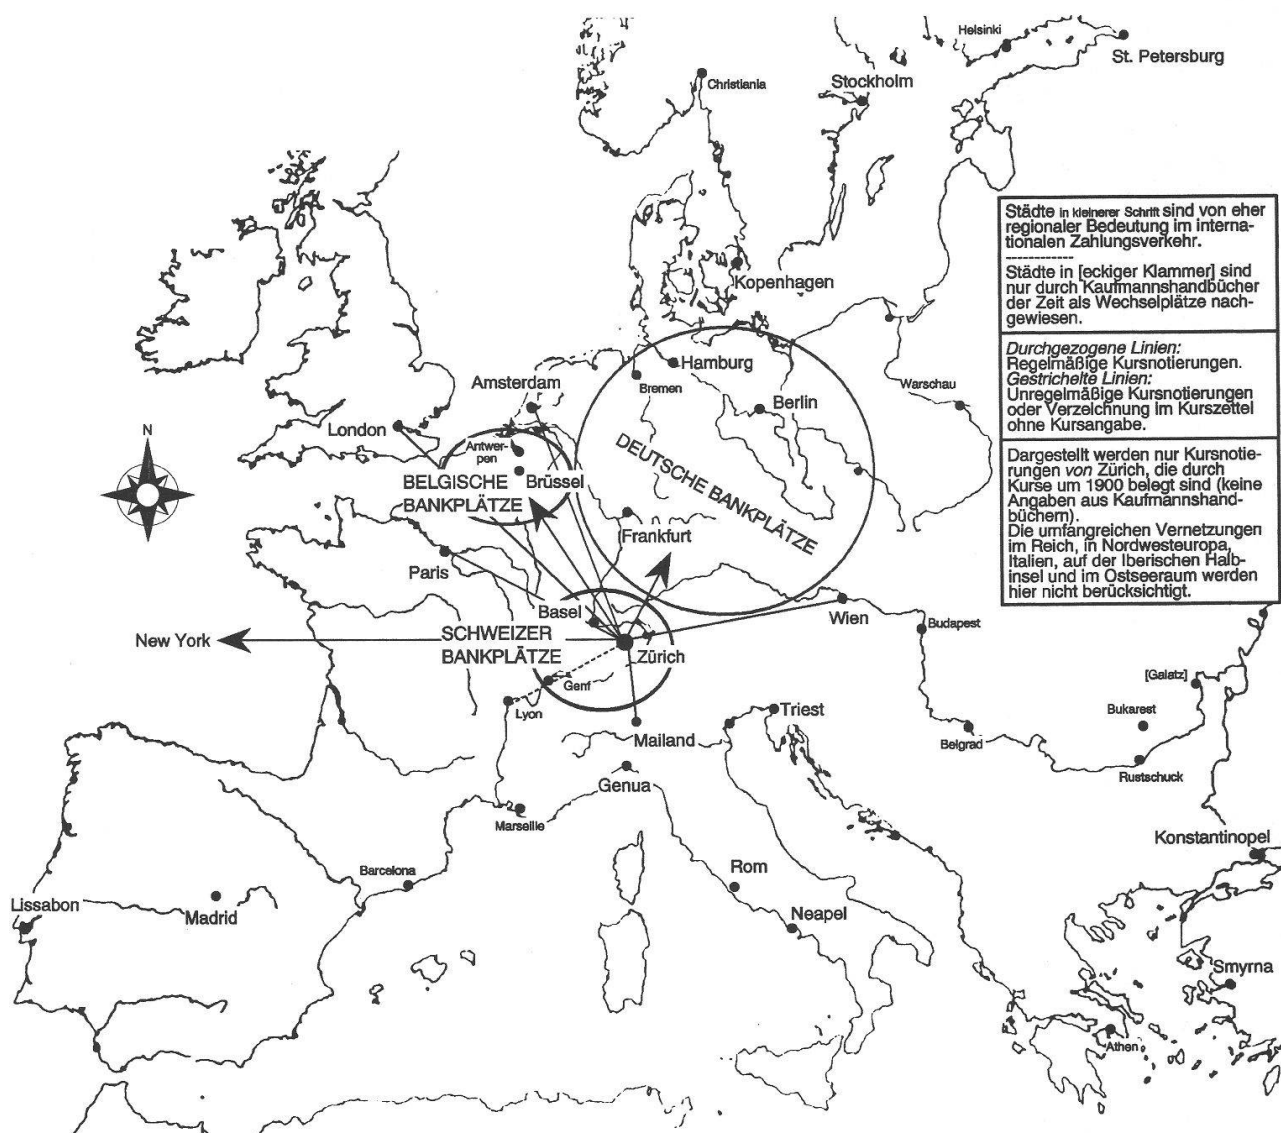 Helsinki
St. Petersburg
Christiania
Stockholm
Städte in kleinerer Schrift sind von eher
regionaler Bedeutung im interna-
tionalen Zahlungsverkehr.
------------
Städte in [eckiger Klammer] sind
nur durch Kaufmannshandbücher
der Zeit als Wechselplätze nach-
gewiesen.
Durchgezogene Linien:
Regelmäßige Kursnotierungen.
Gestrichelte Linien:
Unregelmäßige Kursnotierungen
oder Verzeichnung im Kurszettel
ohne Kursangabe.
Dargestellt werden nur Kursnotie-
rungen von Zürich, die durch
Kurse um 1900 belegt sind (keine
Angaben aus Kaufmannshand-
büchern).
Die umfangreichen Vernetzungen
im Reich, in Nordwesteuropa,
Italien, auf der Iberischen Halb-
insel und im Ostseeraum werden
hier nicht berücksichtigt.
Kopenhagen
Hamburg
Bremen
Amsterdam
Berlin
Warschau
N
London
Antwer-
pen
Brüssel
BELGISCHE
BANKPLÄTZE
DEUTSCHE BANKPLÄTZE
Frankfurt
Paris
Basel
Wien
Budapest
New York
SCHWEIZER
BANKPLÄTZE
Zürich
Genf
Lyon
[Galatz]
Bukarest
Triest
Mailand
Belgrad
Rustschuck
Genua
Marseille
Konstantinopel
Barcelona
Rom
Lissabon
Madrid
Neapel
Smyrna
Athen